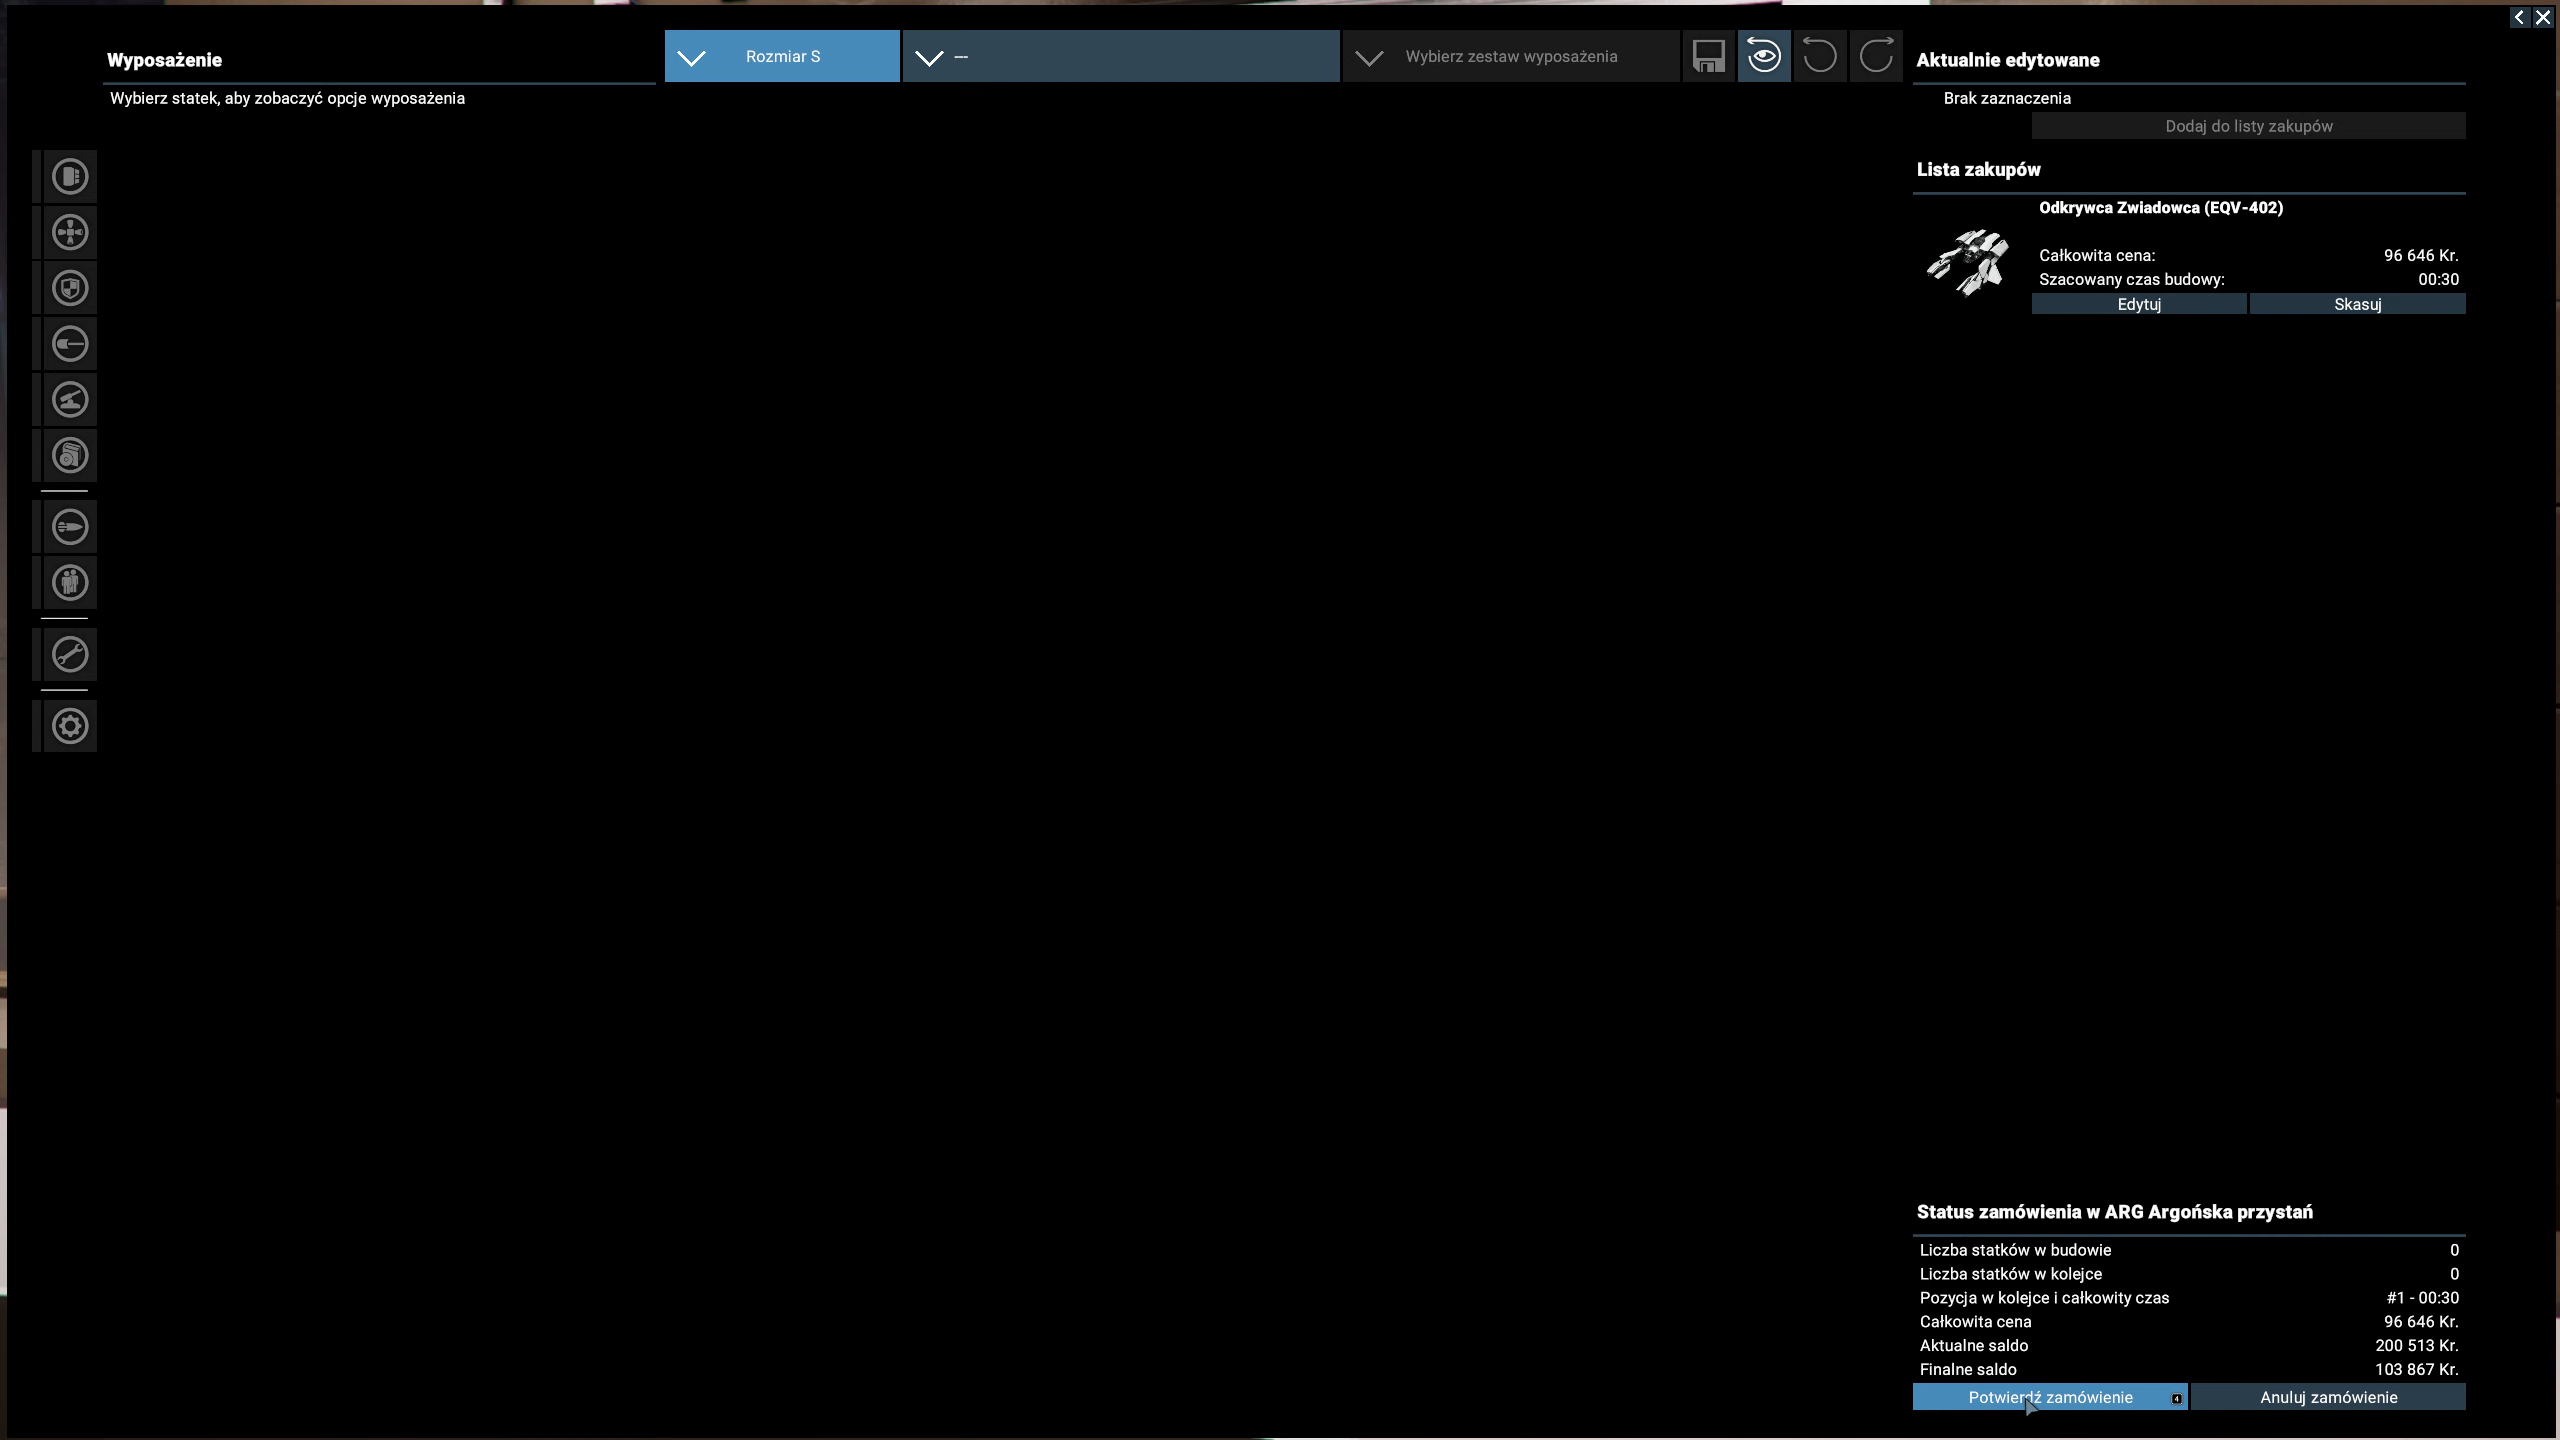 Wyposażenie
Wybierz statek, aby zobaczyć opcje wyposażenia
Rozmiar S
---
Wybierz zestaw wyposażenia
Aktualnie edytowane
Brak zaznaczenia
Dodaj do listy zakupów
Lista zakupów
Odkrywca Zwiadowca (EQV-402)
Całkowita cena: 96 646 Kr.
Szacowany czas budowy: 00:30
Edytuj Skasuj
Status zamówienia w ARG Argońska przystań
Liczba statków w budowie 0
Liczba statków w kolejce 0
Pozycja w kolejce i całkowity czas #1 - 00:30
Całkowita cena 96 646 Kr.
Aktualne saldo 200 513 Kr.
Finalne saldo 103 867 Kr.
Potwierdź zamówienie 4 Anuluj zamówienie